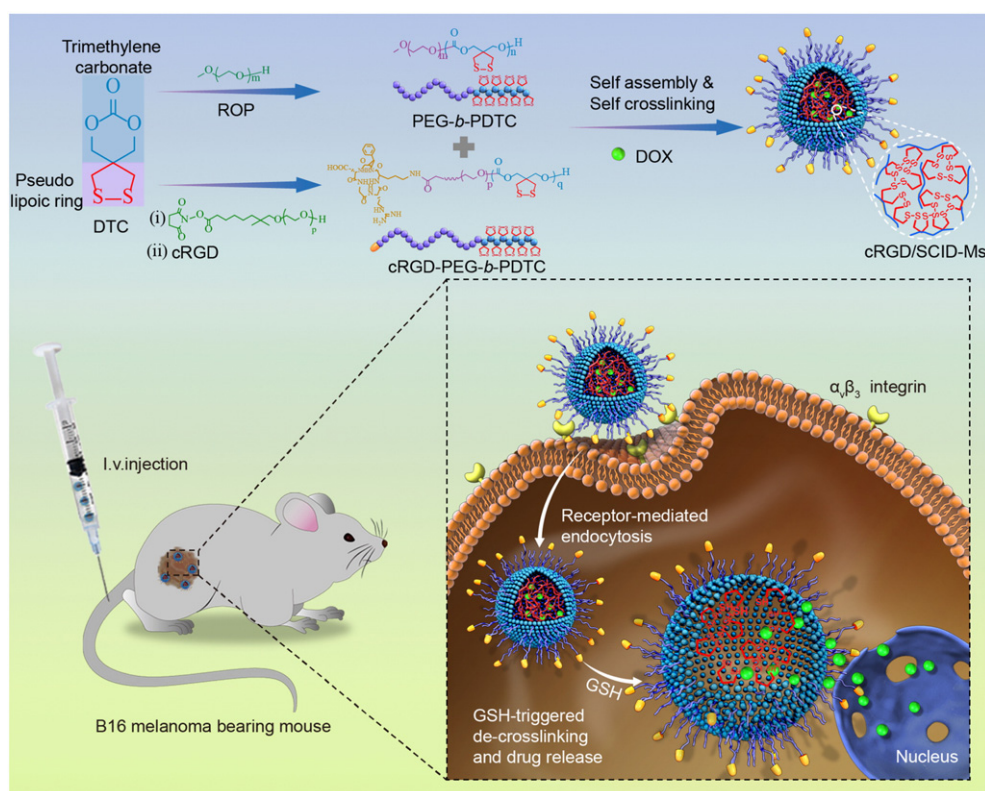 Trimethylene
carbonate
O
O O
S-S
Pseudo
lipoic ring
DTC
O O H
m
ROP
(i)
(ii) cRGD
O O H
p
O O O O H
m n
S-S
PEG-b-PDTC
HOOC
NH
O O O O H
p q
S-S
cRGD-PEG-b-PDTC
Self assembly &
Self crosslinking
DOX
cRGD/SCID-Ms
I.v.injection
B16 melanoma bearing mouse
αvβ3 integrin
Receptor-mediated
endocytosis
GSH
GSH-triggered
de-crosslinking
and drug release
Nucleus